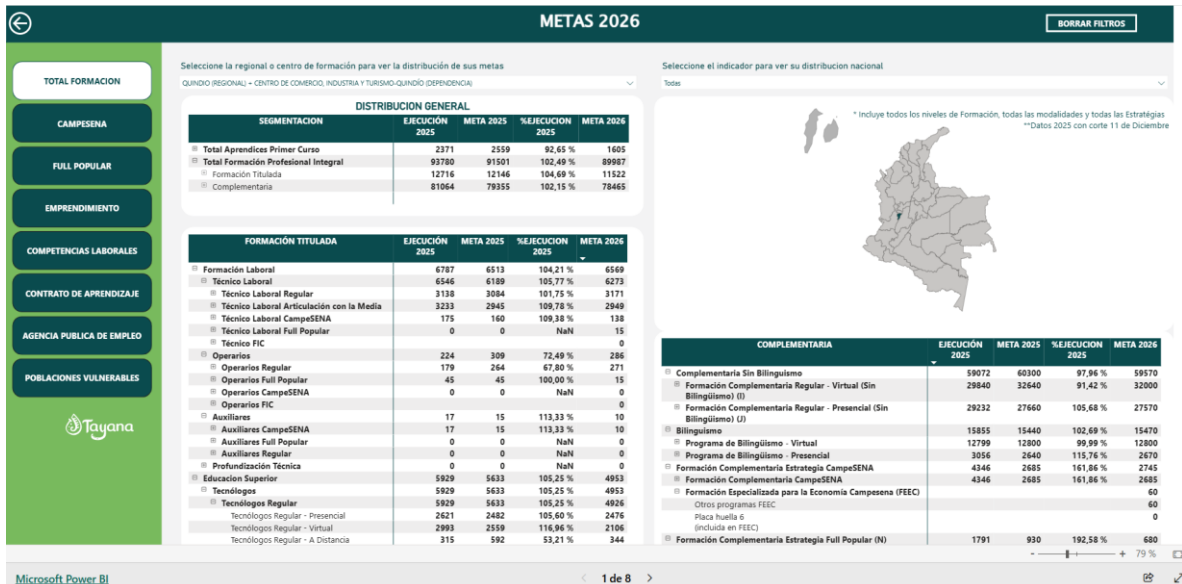 METAS 2026
BORRAR FILTROS
TOTAL FORMACION
CAMPESENA
FULL POPULAR
EMPRENDIMIENTO
COMPETENCIAS LABORALES
CONTRATO DE APRENDIZAJE
AGENCIA PUBLICA DE EMPLEO
POBLACIONES VULNERABLES
Tayana
Seleccione la regional o centro de formación para ver la distribución de sus metas
QUINDIO (REGIONAL) + CENTRO DE COMERCIO, INDUSTRIA Y TURISMO-QUINDÍO (DEPENDENCIA)
DISTRIBUCION GENERAL
SEGMENTACION EJECUCIÓN 2025 META 2025 %EJECUCION 2025 META 2026
Total Aprendices Primer Curso 2371 2559 92,65 % 1605
Total Formación Profesional Integral 93780 91501 102,49 % 89987
Formación Titulada 12716 12146 104,69 % 11522
Complementaria 81064 79355 102,15 % 78465
FORMACIÓN TITULADA EJECUCIÓN 2025 META 2025 %EJECUCION 2025 META 2026
Formación Laboral 6787 6513 104,21 % 6569
Técnico Laboral 6546 6189 105,77 % 6273
Técnico Laboral Regular 3138 3084 101,75 % 3171
Técnico Laboral Articulación con la Media 3233 2945 109,78 % 2949
Técnico Laboral CampeSENA 175 160 109,38 % 138
Técnico Laboral Full Popular 0 0 NaN 15
Técnico FIC 0
Operarios 224 309 72,49 % 286
Operarios Regular 179 264 67,80 % 271
Operarios Full Popular 45 45 100,00 % 15
Operarios CampeSENA 0 0 NaN 0
Operarios FIC 0
Auxiliares 17 15 113,33 % 10
Auxiliares CampeSENA 17 15 113,33 % 10
Auxiliares Full Popular 0 0 NaN 0
Auxiliares Regular 0 0 NaN 0
Profundización Técnica 0 0 NaN 0
Educacion Superior 5929 5633 105,25 % 4953
Tecnólogos 5929 5633 105,25 % 4953
Tecnólogos Regular 5929 5633 105,25 % 4926
Tecnólogos Regular - Presencial 2621 2482 105,60 % 2476
Tecnólogos Regular - Virtual 2993 2559 116,96 % 2106
Tecnólogos Regular - A Distancia 315 592 53,21 % 344
Seleccione el indicador para ver su distribucion nacional
Todas
* Incluye todos los niveles de Formación, todas las modalidades y todas las Estratégias
**Datos 2025 con corte 11 de Diciembre
COMPLEMENTARIA EJECUCIÓN 2025 META 2025 %EJECUCION 2025 META 2026
Complementaria Sin Bilinguismo 59072 60300 97,96 % 59570
Formación Complementaria Regular - Virtual (Sin 29840 32640 91,42 % 32000
Bilingüismo) (I)
Formación Complementaria Regular - Presencial (Sin 29232 27660 105,68 % 27570
Bilingüismo) (J)
Bilinguismo 15855 15440 102,69 % 15470
Programa de Bilingüismo - Virtual 12799 12800 99,99 % 12800
Programa de Bilingüismo - Presencial 3056 2640 115,76 % 2670
Formación Complementaria Estrategia CampeSENA 4346 2685 161,86 % 2745
Formación Complementaria CampeSENA 4346 2685 161,86 % 2685
Formación Especializada para la Economía Campesena (FEEC) 60
Otros programas FEEC 60
Placa huella 6 0
(incluida en FEEC)
Formación Complementaria Estrategia Full Popular (N) 1791 930 192,58 % 680
- + 79 %
Microsoft Power BI
1 de 8